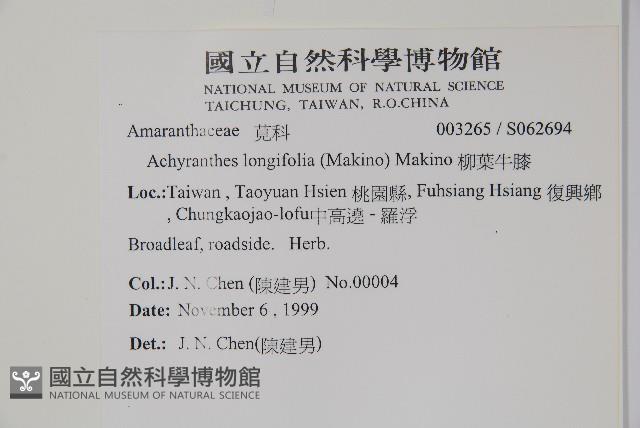 國立自然科學博物館
NATIONAL MUSEUM OF NATURAL SCIENCE
TAICHUNG, TAIWAN, R.O.CHINA
Amaranthaceae 莧科 003265 / S062694
Achyranthes longifolia (Makino) Makino 柳葉牛膝
Loc.:Taiwan , Taoyuan Hsien 桃園縣, Fuhsiang Hsiang 復興鄉
, Chungkaojao-lofu中高遶 - 羅浮
Broadleaf, roadside. Herb.
Col.:J. N. Chen (陳建男) No.00004
Date: November 6 , 1999
Det.: J. N. Chen(陳建男)
國立自然科學博物館
NATIONAL MUSEUM OF NATURAL SCIENCE